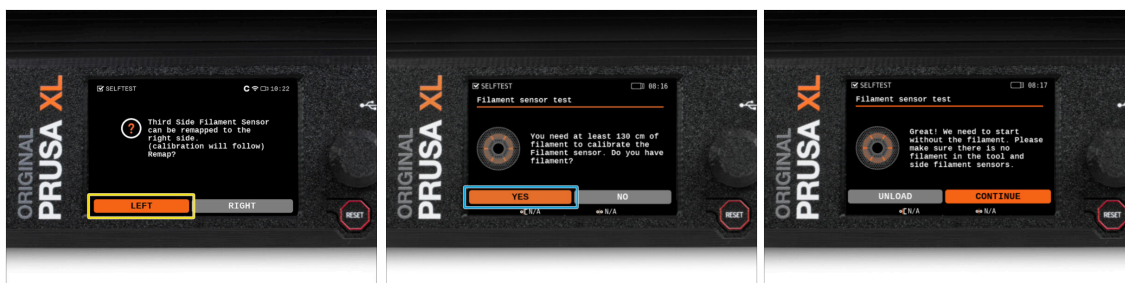 ORIGINAL
PRUSA XL
SELFTEST
10:22
Third Side Filament Sensor
can be remapped to the
right side.
(calibration will follow)
Remap?
LEFT
RIGHT
RESET
ORIGINAL
PRUSA XL
SELFTEST
08:16
Filament sensor test
You need at least 130 cm of
filament to calibrate the
Filament sensor. Do you have
filament?
YES
NO
N/A
N/A
RESET
ORIGINAL
PRUSA XL
SELFTEST
08:17
Filament sensor test
Great! We need to start
without the filament. Please
make sure there is no
filament in the tool and
side filament sensors.
UNLOAD
CONTINUE
N/A
N/A
RESET